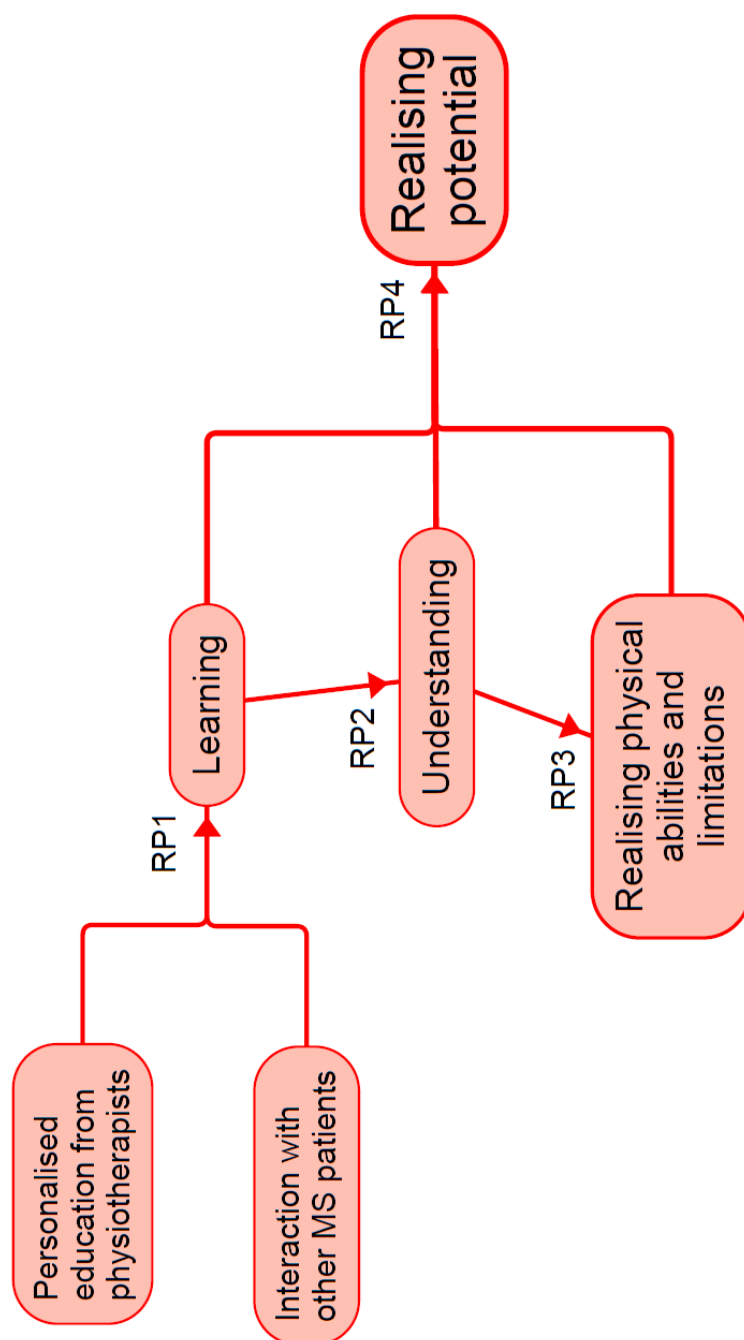 Personalised
education from
physiotherapists
Interaction with
other MS patients
RP1
Learning
RP2
Understanding
RP3
Realising physical
abilities and
limitations
RP4
Realising
potential